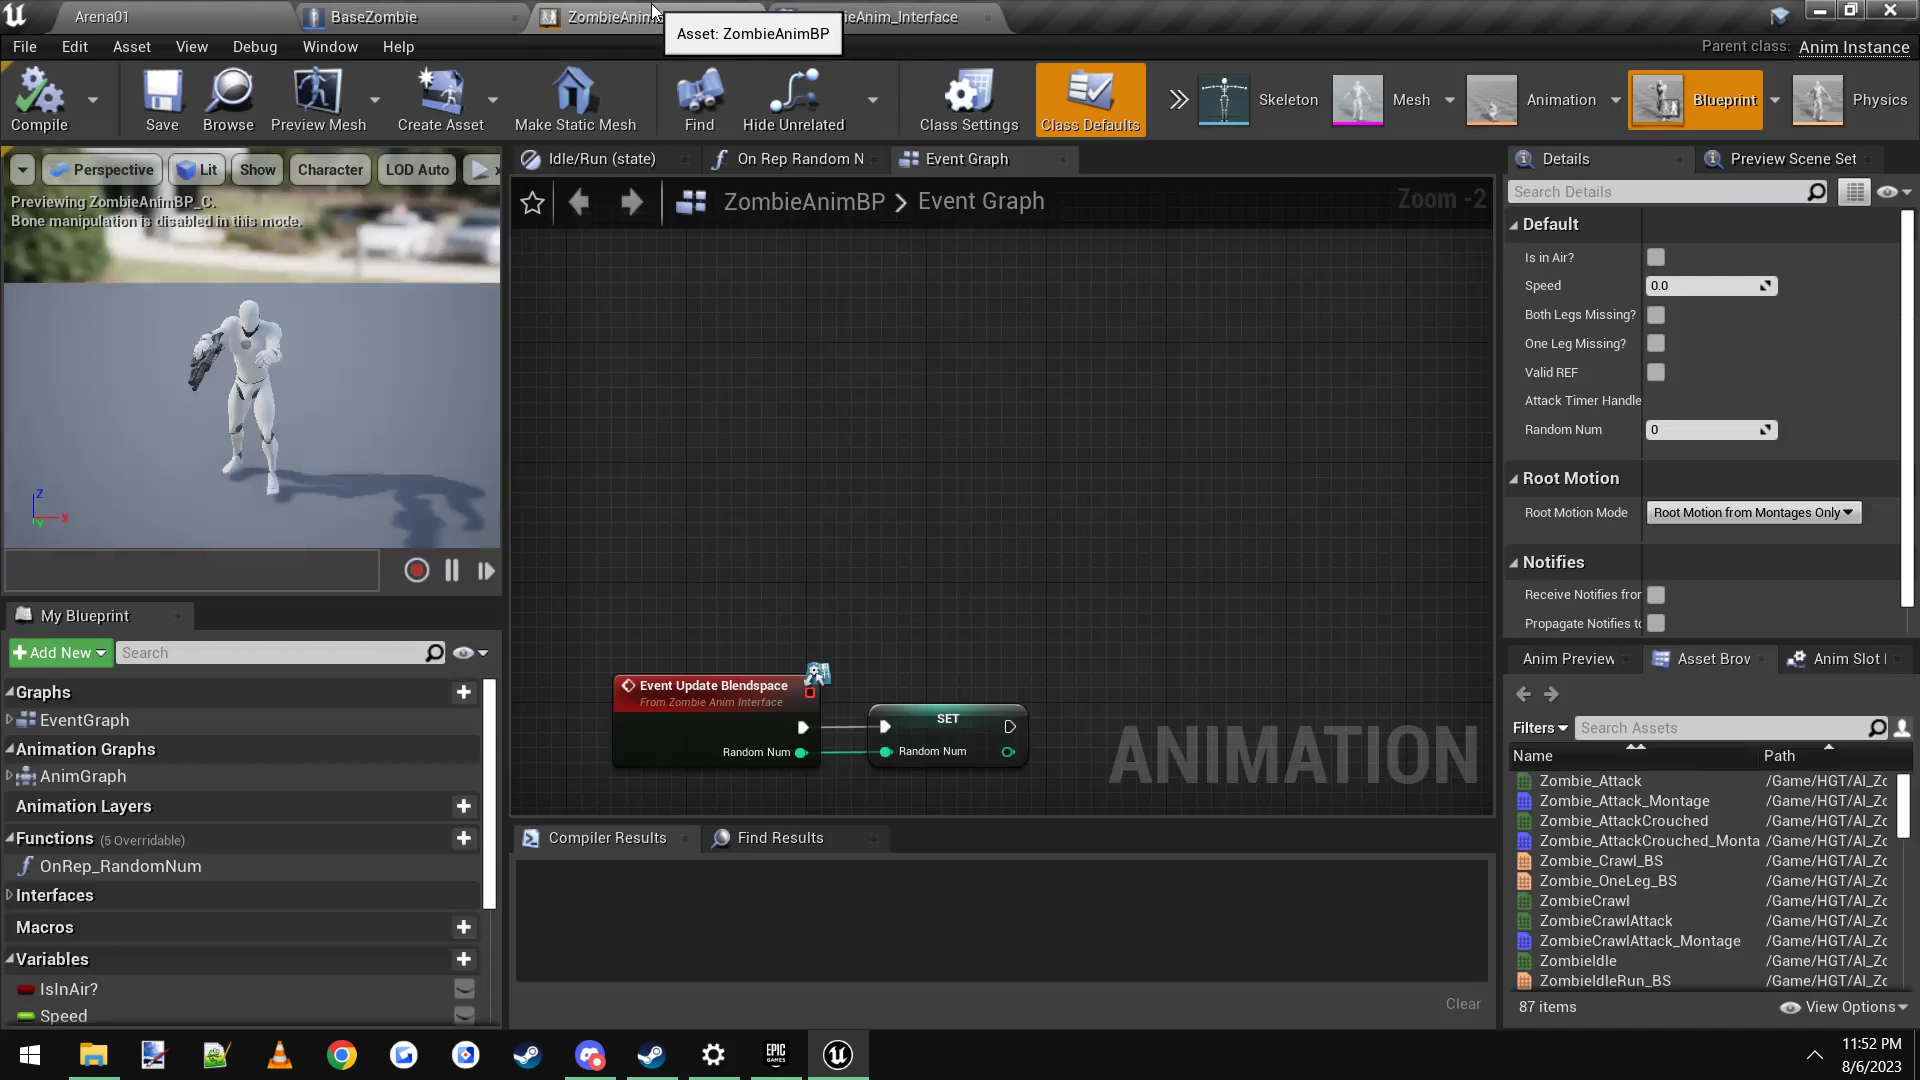 Arena01
BaseZombie
ZombieAnim
ieAnim_Interface
Asset: ZombieAnimBP
File
Edit
Asset
View
Debug
Window
Help
Parent class: Anim Instance
Compile
Save
Browse
Preview Mesh
Create Asset
Make Static Mesh
Find
Hide Unrelated
Class Settings
Class Defaults
Skeleton
Mesh
Animation
Blueprint
Physics
Perspective
Lit
Show
Character
LOD Auto
x
Previewing ZombieAnimBP_C.
Bone manipulation is disabled in this mode.
Z
X
Y
Idle/Run (state)
On Rep Random N
Event Graph
ZombieAnimBP > Event Graph
Zoom -2
Event Update Blendspace
From Zombie Anim Interface
Random Num
SET
Random Num
ANIMATION
Compiler Results
Find Results
Clear
My Blueprint
Add New
Search
Graphs
EventGraph
Animation Graphs
AnimGraph
Animation Layers
Functions (5 Overridable)
OnRep_RandomNum
Interfaces
Macros
Variables
IsInAir?
Speed
Details
Preview Scene Set
Search Details
Default
Is in Air?
Speed
0.0
Both Legs Missing?
One Leg Missing?
Valid REF
Attack Timer Handle
Random Num
0
Root Motion
Root Motion Mode
Root Motion from Montages Only
Notifies
Receive Notifies from
Propagate Notifies to
Anim Preview
Asset Brov
Anim Slot
Filters
Search Assets
Name
Path
Zombie_Attack /Game/HGT/AI_Zc
Zombie_Attack_Montage /Game/HGT/AI_Zc
Zombie_AttackCrouched /Game/HGT/AI_Zc
Zombie_AttackCrouched_Monta /Game/HGT/AI_Zc
Zombie_Crawl_BS /Game/HGT/AI_Zc
Zombie_OneLeg_BS /Game/HGT/AI_Zc
ZombieCrawl /Game/HGT/AI_Zc
ZombieCrawlAttack /Game/HGT/AI_Zc
ZombieCrawlAttack_Montage /Game/HGT/AI_Zc
ZombieIdle /Game/HGT/AI_Zc
ZombieIdleRun_BS /Game/HGT/AI_Zc
87 items
View Options
EPIC
GAMES
11:52 PM
8/6/2023